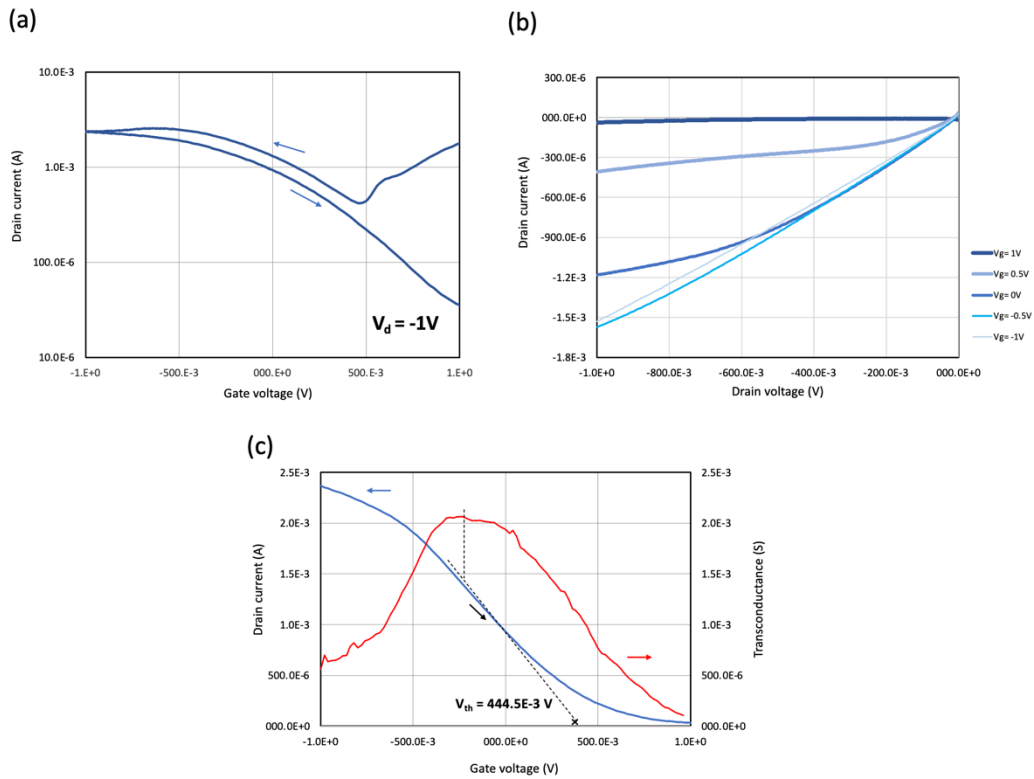 (a)
10.0E-3
1.0E-3
100.0E-6
10.0E-6
Drain current (A)
-1.E+0
-500.E-3
000.E+0
500.E-3
1.E+0
Gate voltage (V)
Vd = -1V
(b)
300.0E-6
000.0E+0
-300.0E-6
-600.0E-6
-900.0E-6
-1.2E-3
-1.5E-3
-1.8E-3
Drain current (A)
-1.0E+0
-800.0E-3
-600.0E-3
-400.0E-3
-200.0E-3
000.0E+0
Drain voltage (V)
Vg= 1V
Vg= 0.5V
Vg= 0V
Vg= -0.5V
Vg= -1V
(c)
2.5E-3
2.0E-3
1.5E-3
1.0E-3
500.0E-6
000.0E+0
Drain current (A)
-1.0E+0
-500.0E-3
000.0E+0
500.0E-3
1.0E+0
Gate voltage (V)
Vth = 444.5E-3 V
2.5E-3
2.0E-3
1.5E-3
1.0E-3
500.0E-6
000.0E+0
Transconductance (S)